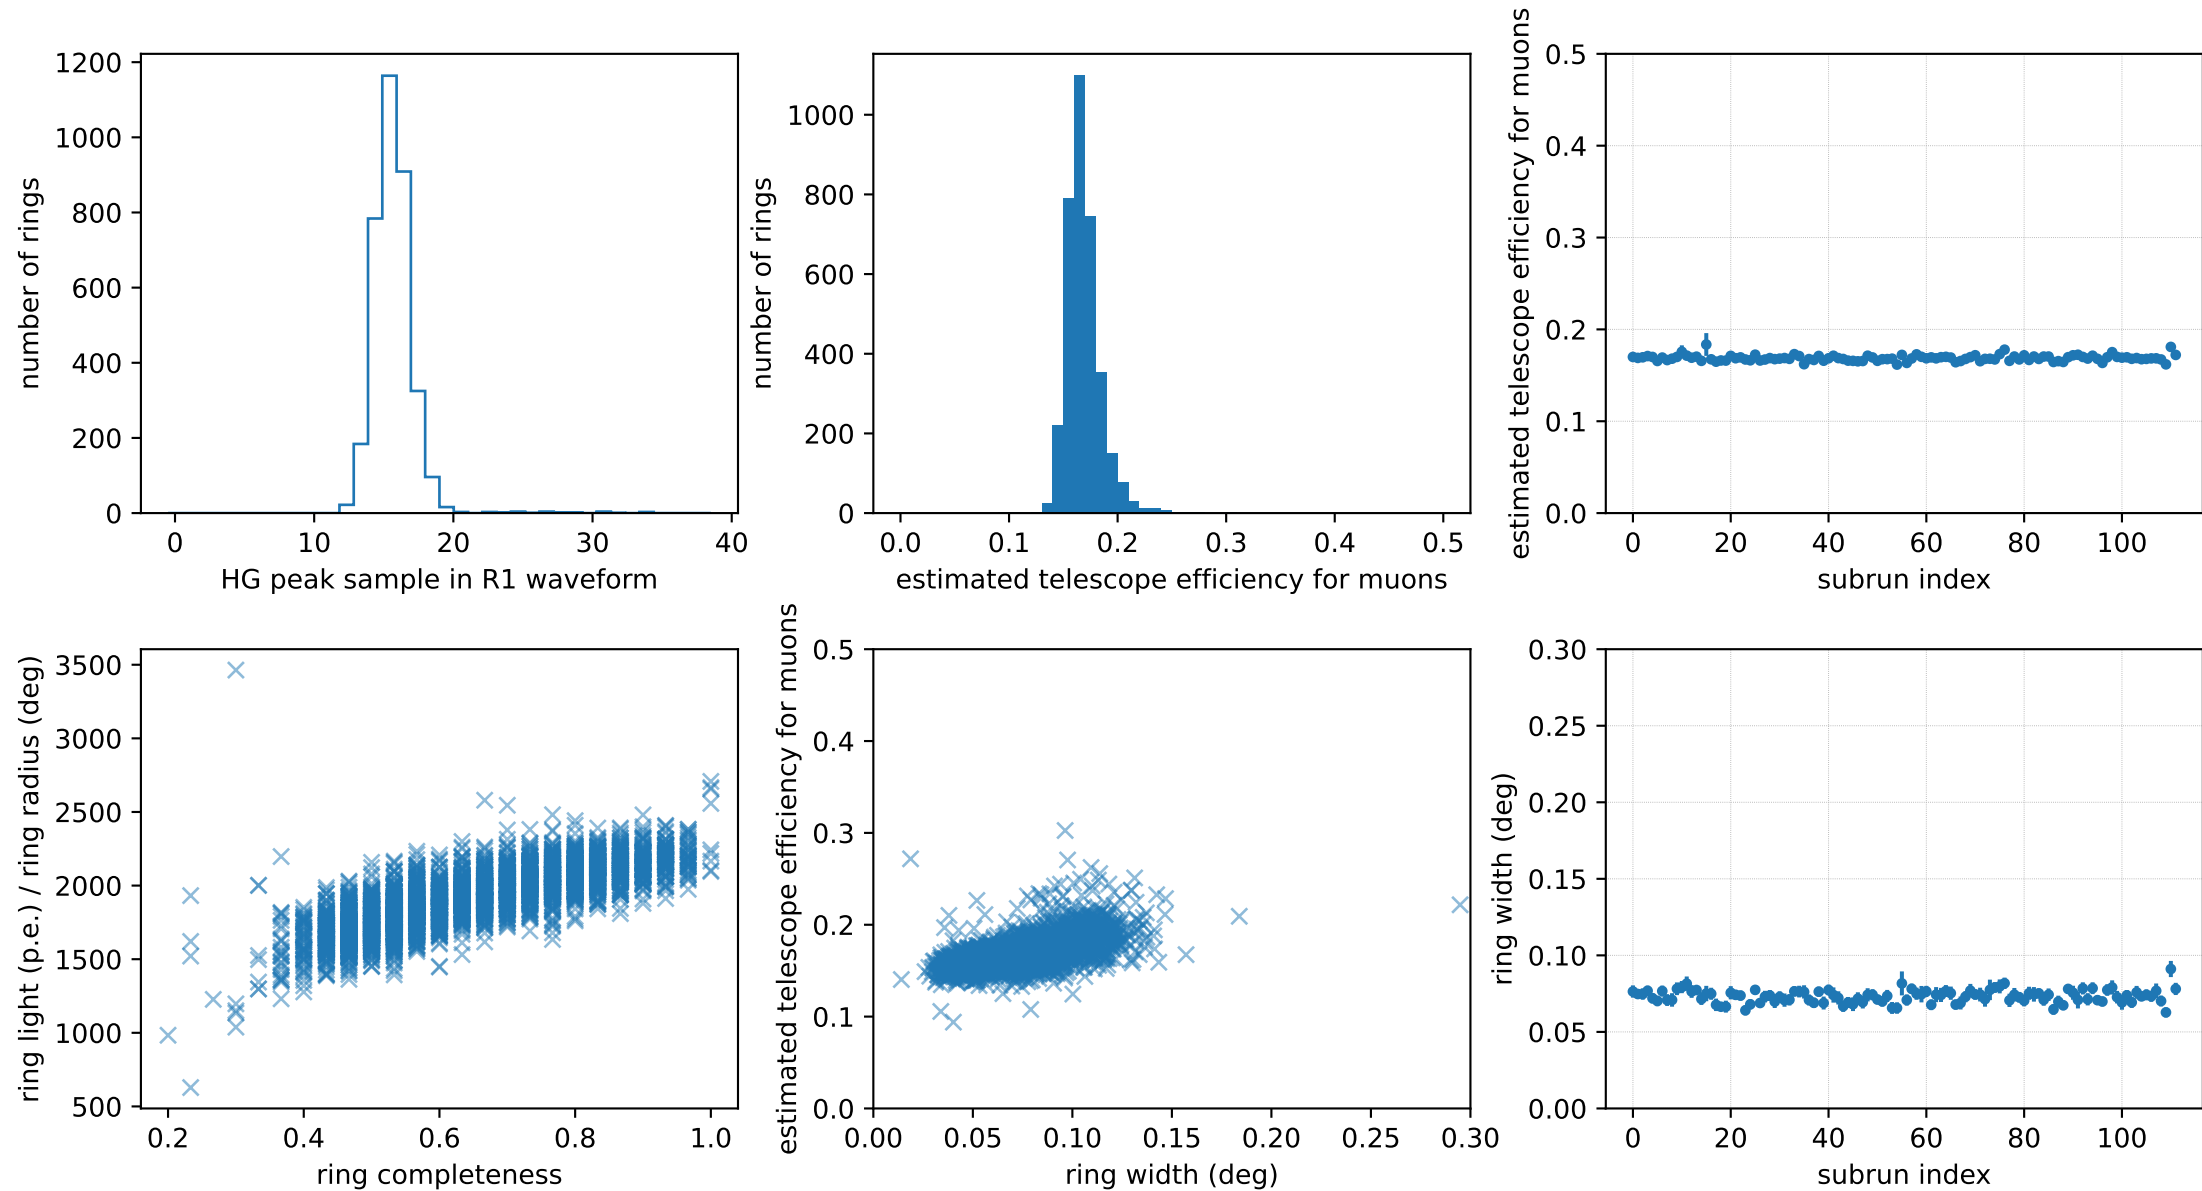 1200
1000
800
600
400
200
0
number of rings
0 10 20 30 40
HG peak sample in R1 waveform
1000
800
600
400
200
0
number of rings
0.0 0.1 0.2 0.3 0.4 0.5
estimated telescope efficiency for muons
0.5
0.4
0.3
0.2
0.1
0.0
estimated telescope efficiency for muons
0 20 40 60 80 100
subrun index
3500
3000
2500
2000
1500
1000
500
ring light (p.e.) / ring radius (deg)
0.2 0.4 0.6 0.8 1.0
ring completeness
0.5
0.4
0.3
0.2
0.1
0.0
estimated telescope efficiency for muons
0.00 0.05 0.10 0.15 0.20 0.25 0.30
ring width (deg)
0.30
0.25
0.20
0.15
0.10
0.05
0.00
ring width (deg)
0 20 40 60 80 100
subrun index